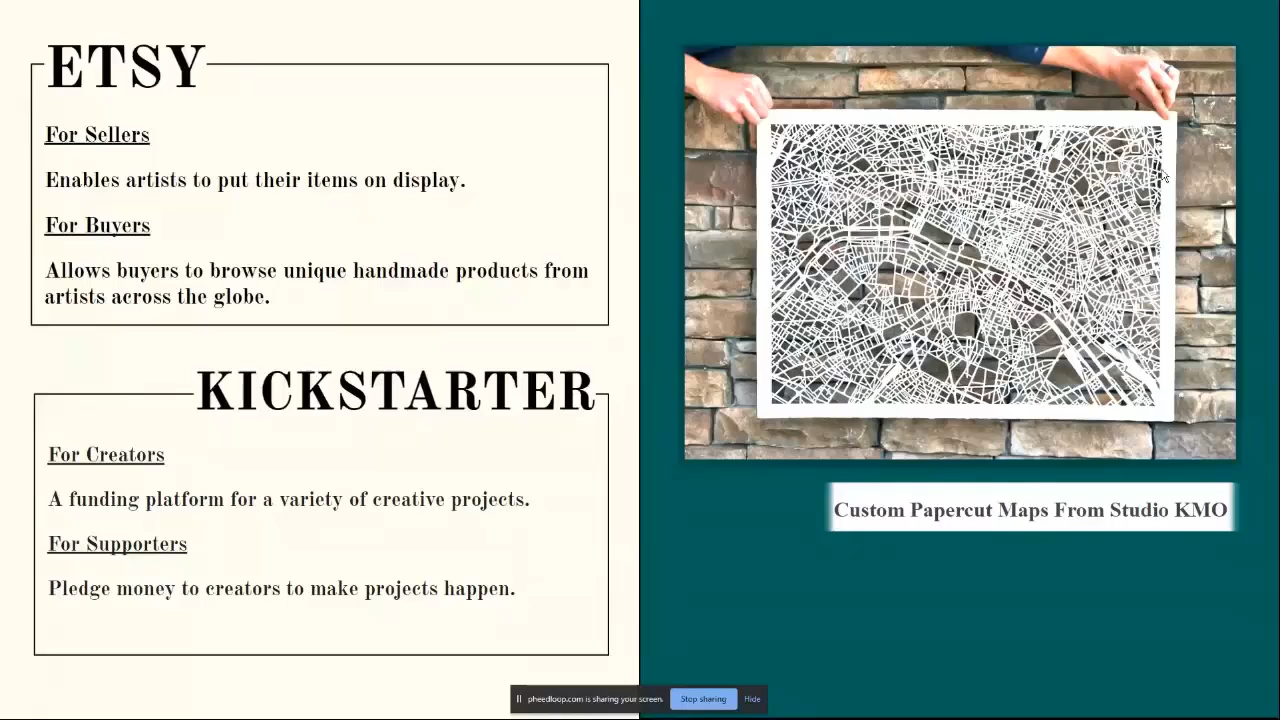 ETSY
For Sellers
Enables artists to put their items on display.
For Buyers
Allows buyers to browse unique handmade products from
artists across the globe.
KICKSTARTER
For Creators
A funding platform for a variety of creative projects.
For Supporters
Pledge money to creators to make projects happen.
Custom Papercut Maps From Studio KMO
pheedloop.com is sharing your screen.
Stop sharing
Hide